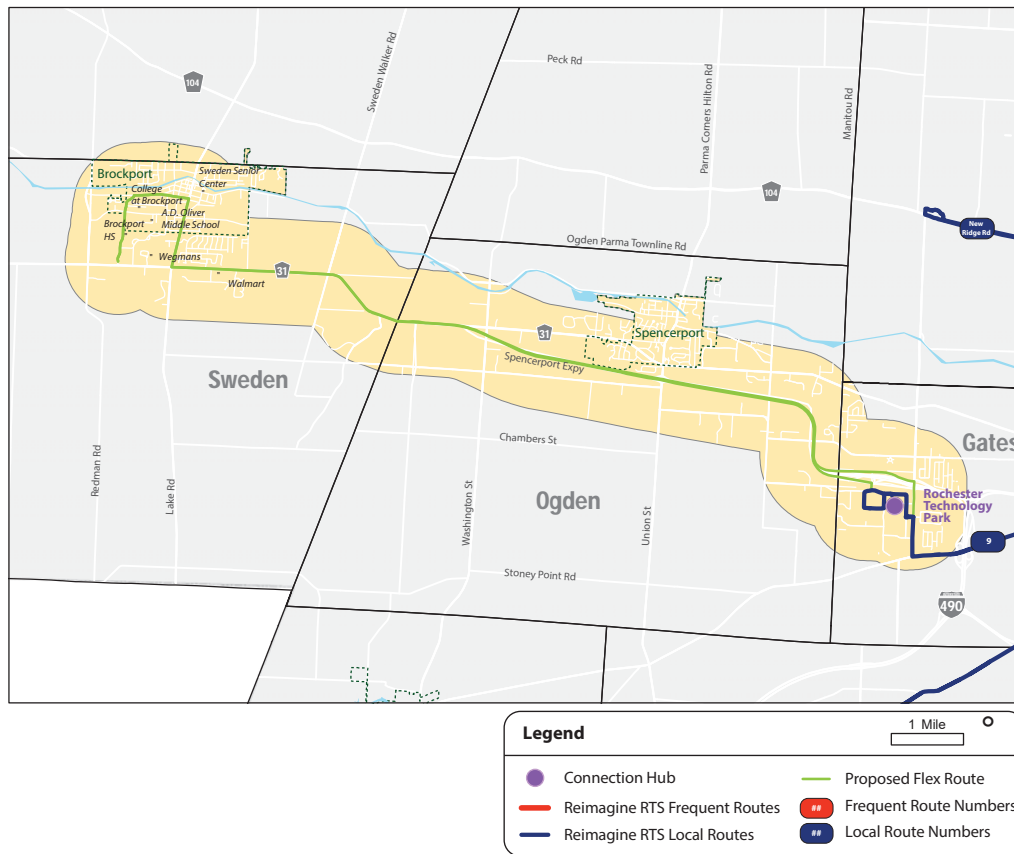 Peck Rd
104
Sweden Walker Rd
Parma Corners Hilton Rd
Manitou Rd
Brockport
Sweden Senior
Center
College
at Brockport
A.D. Oliver
Middle School
Brockport
HS
Wegmans
Walmart
31
104
New
Ridge Rd
Ogden Parma Townline Rd
31
Spencerport
Spencerport Expy
Sweden
Chambers St
Gates
Redman Rd
Lake Rd
Washington St
Ogden
Union St
Rochester
Technology
Park
9
Stoney Point Rd
490
Legend
1 Mile
Connection Hub
Proposed Flex Route
Reimagine RTS Frequent Routes
## Frequent Route Numbers
Reimagine RTS Local Routes
## Local Route Numbers